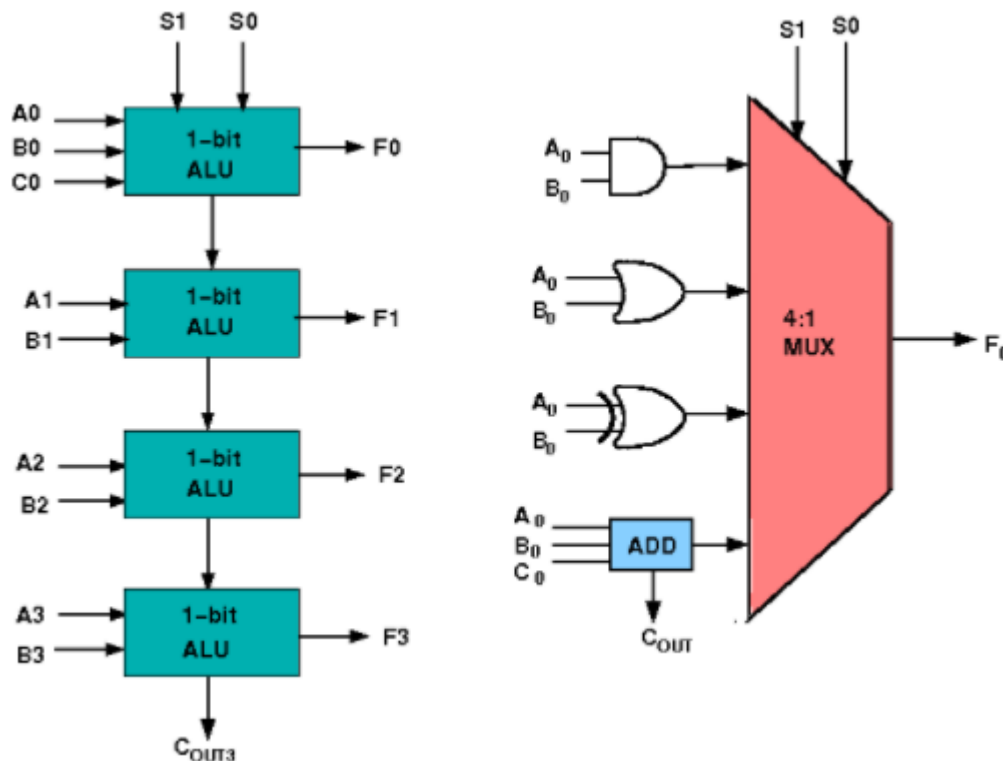 S1 S0
A0
B0
C0
1-bit
ALU
F0
A1
B1
1-bit
ALU
F1
A2
B2
1-bit
ALU
F2
A3
B3
1-bit
ALU
F3
COUT3
S1 S0
A0
B0
A0
B0
A0
B0
A0
B0
C0
ADD
COUT
4:1
MUX
F0